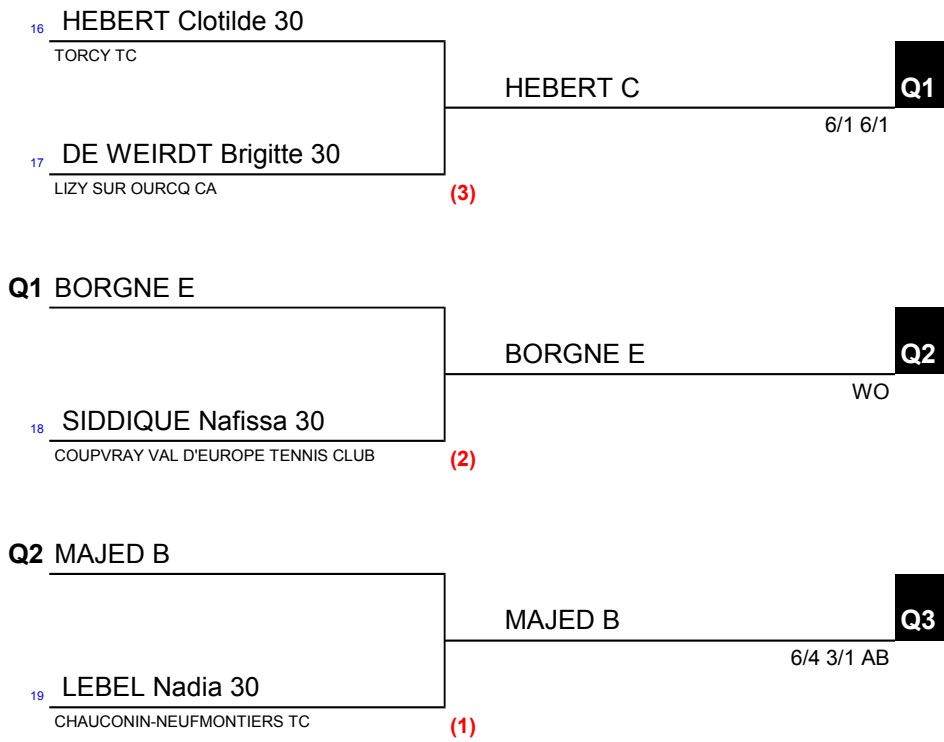 16 HEBERT Clotilde 30
TORCY TC
HEBERT C Q1
6/1 6/1
17 DE WEIRDT Brigitte 30
LIZY SUR OURCQ CA (3)
Q1 BORGNE E
BORGNE E Q2
WO
18 SIDDIQUE Nafissa 30
COUPVRAY VAL D'EUROPE TENNIS CLUB (2)
Q2 MAJED B
MAJED B Q3
6/4 3/1 AB
19 LEBEL Nadia 30
CHAUCONIN-NEUFMONTIERS TC (1)